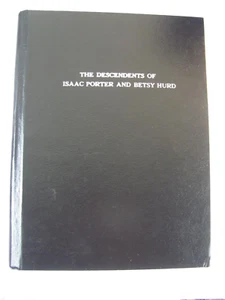 THE DESCENDENTS OF
ISAAC PORTER AND BETSY HURD